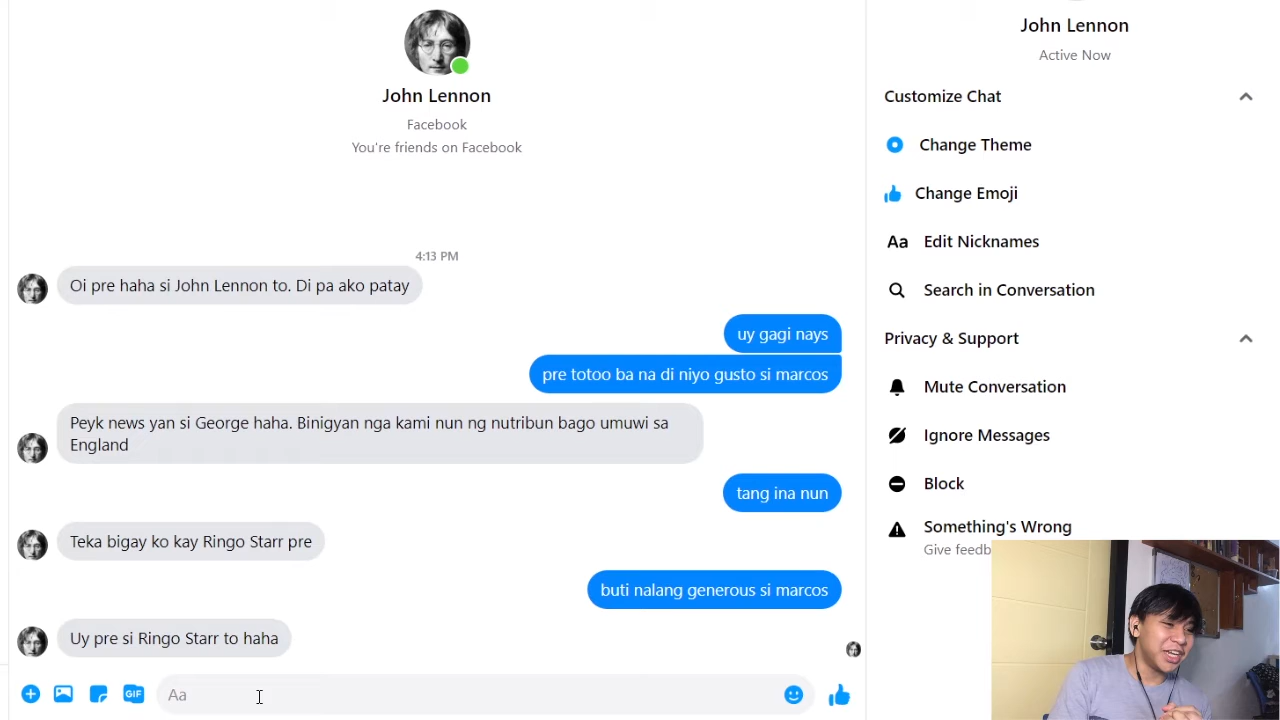 John Lennon
Facebook
You're friends on Facebook
4:13 PM
Oi pre haha si John Lennon to. Di pa ako patay
uy gagi nays
pre totoo ba na di niyo gusto si marcos
Peyk news yan si George haha. Binigyan nga kami nun ng nutribun bago umuwi sa
England
tang ina nun
Teka bigay ko kay Ringo Starr pre
buti nalang generous si marcos
Uy pre si Ringo Starr to haha
GIF
Aa
John Lennon
Active Now
Customize Chat
Change Theme
Change Emoji
Aa Edit Nicknames
Search in Conversation
Privacy & Support
Mute Conversation
Ignore Messages
Block
Something's Wrong
Give feedb